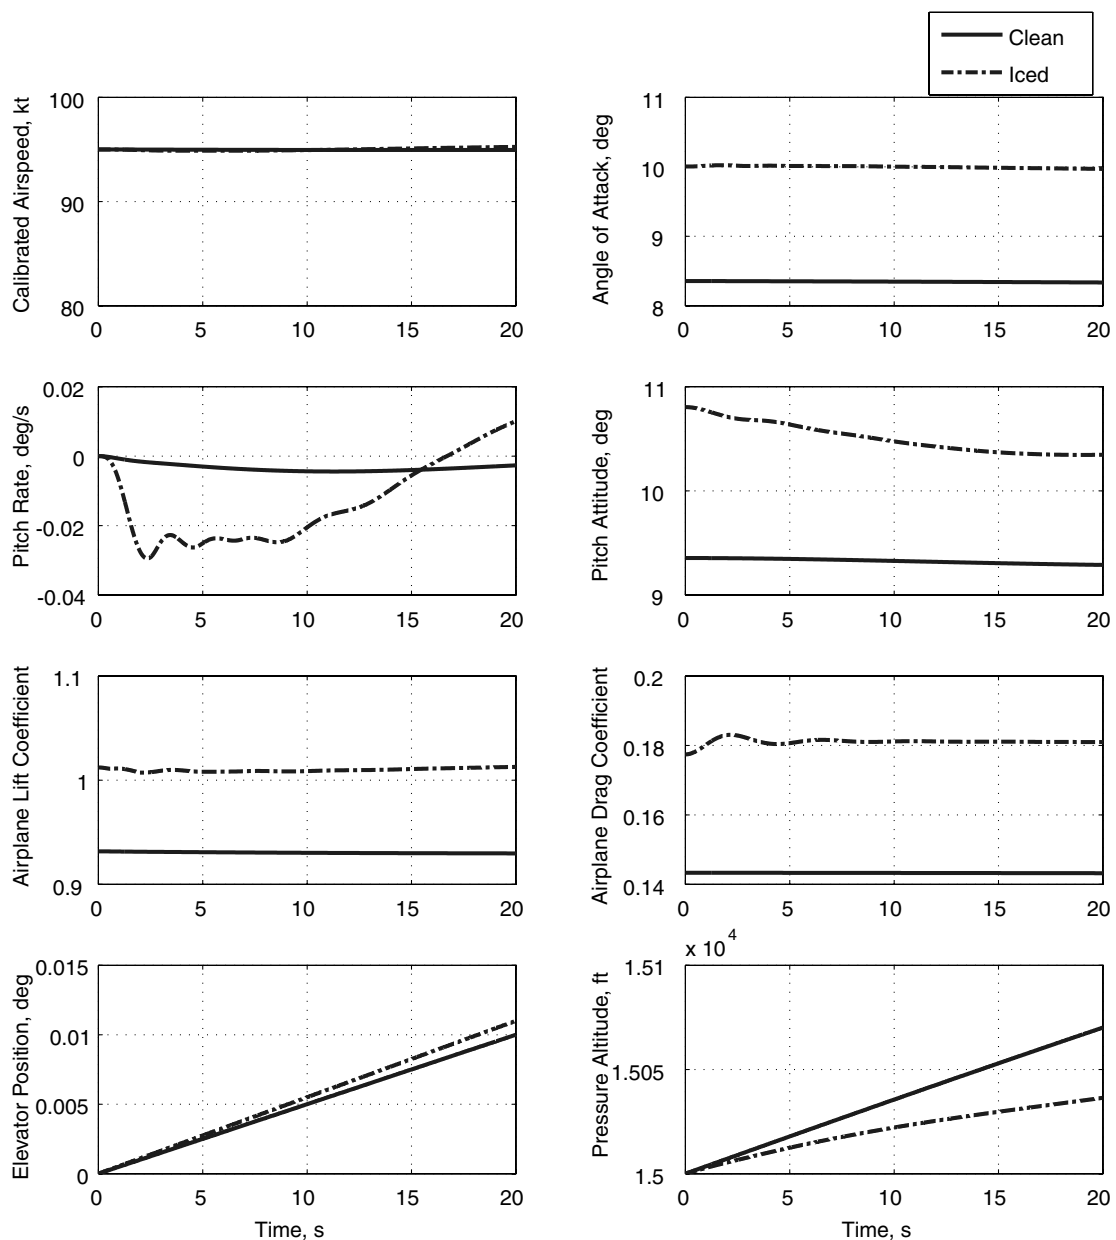 Clean
Iced
Calibrated Airspeed, kt
100
90
80
0 5 10 15 20
Angle of Attack, deg
11
10
9
8
0 5 10 15 20
Pitch Rate, deg/s
0.02
0
-0.02
-0.04
0 5 10 15 20
Pitch Attitude, deg
11
10
9
0 5 10 15 20
Airplane Lift Coefficient
1.1
1
0.9
0 5 10 15 20
Airplane Drag Coefficient
0.2
0.18
0.16
0.14
0 5 10 15 20
Elevator Position, deg
0.015
0.01
0.005
0
0 5 10 15 20
Time, s
x 10^4
Pressure Altitude, ft
1.51
1.505
1.5
0 5 10 15 20
Time, s